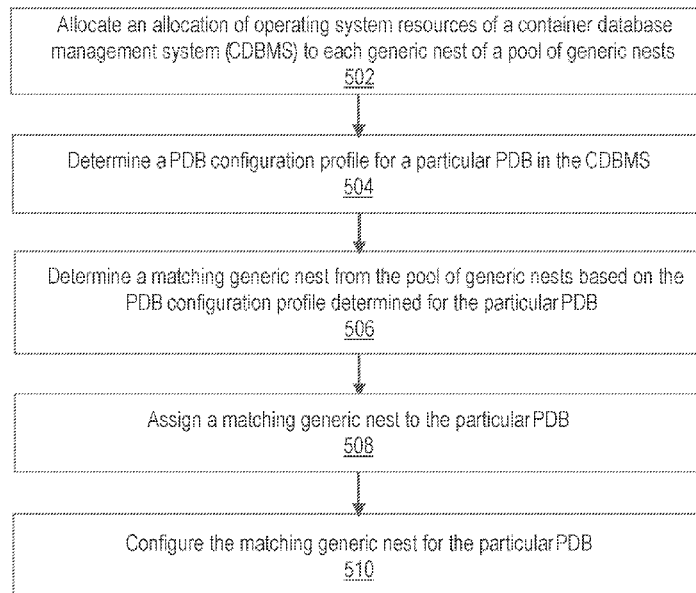 Allocate an allocation of operating system resources of a container database
management system (CDBMS) to each generic nest of a pool of generic nests
502
Determine a PDB configuration profile for a particular PDB in the CDBMS
504
Determine a matching generic nest from the pool of generic nests based on the
PDB configuration profile determined for the particular PDB
506
Assign a matching generic nest to the particular PDB
508
Configure the matching generic nest for the particular PDB
510